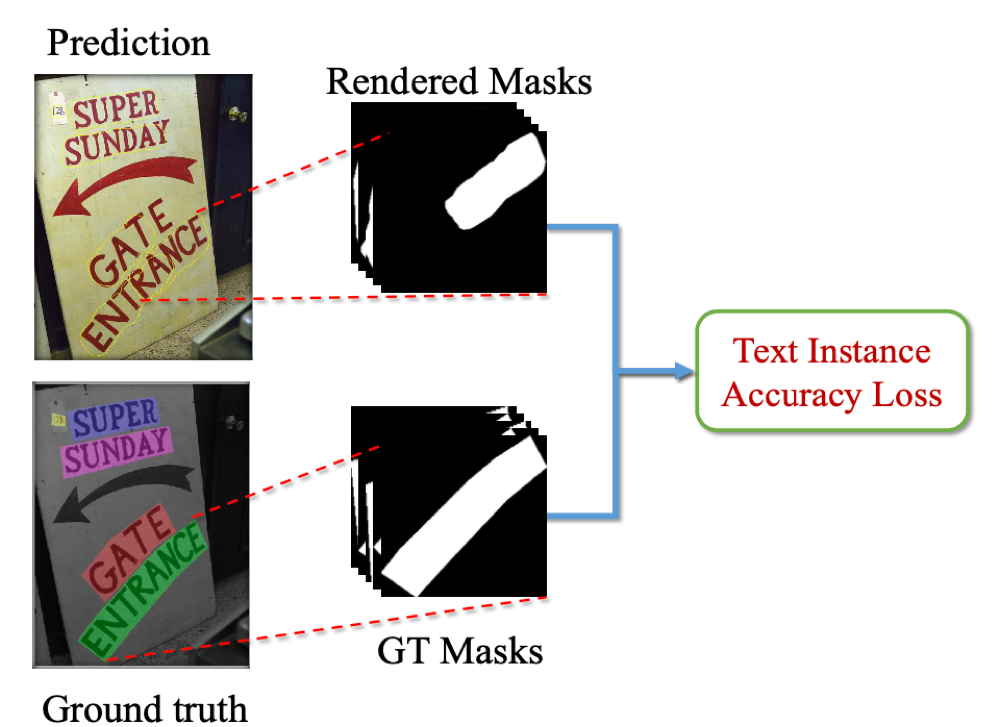 Prediction
Rendered Masks
SUPER
SUNDAY
GATE
ENTRANCE
Text Instance
Accuracy Loss
SUPER
SUNDAY
GATE
ENTRANCE
GT Masks
Ground truth